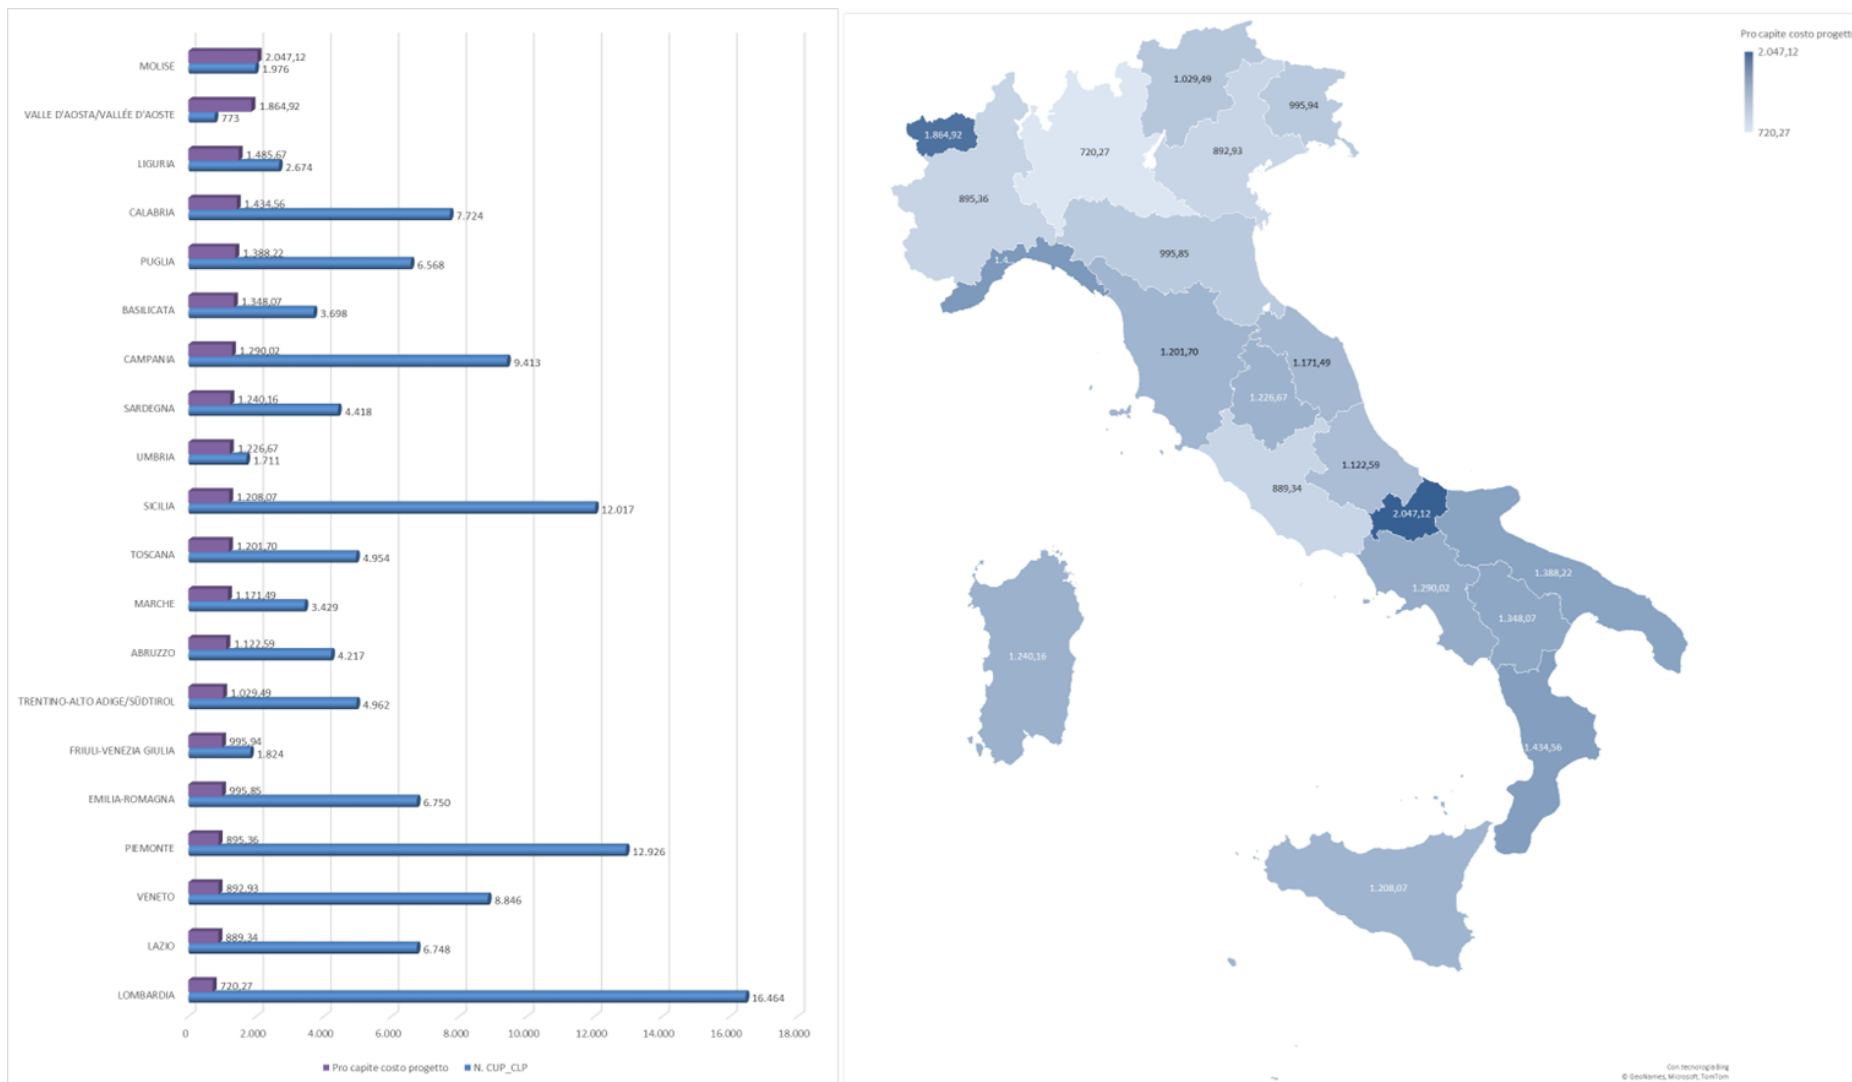 MOLISE
2.047,12
1.976
VALLE D'AOSTA/VALLÉE D'AOSTE
1.864,92
773
LIGURIA
1.485,67
2.674
CALABRIA
1.434,56
7.724
PUGLIA
1.388,22
6.568
BASILICATA
1.348,07
3.698
CAMPANIA
1.290,02
9.413
SARDEGNA
1.240,16
4.418
UMBRIA
1.226,67
1.711
SICILIA
1.208,07
12.017
TOSCANA
1.201,70
4.954
MARCHE
1.171,49
3.429
ABRUZZO
1.122,59
4.217
TRENTINO-ALTO ADIGE/SÜDTIROL
1.029,49
4.962
FRIULI-VENEZIA GIULIA
995,94
1.824
EMILIA-ROMAGNA
995,85
6.750
PIEMONTE
895,36
12.926
VENETO
892,93
8.846
LAZIO
889,34
6.748
LOMBARDIA
720,27
16.464
0 2.000 4.000 6.000 8.000 10.000 12.000 14.000 16.000 18.000
Pro capite costo progetto N. CUP_CLP
Pro capite costo progetto
2.047,12
720,27
1.029,49
995,94
1.864,92
720,27
892,93
895,36
995,85
1.4...
1.201,70
1.171,49
1.226,67
1.122,59
889,34
2.047,12
1.388,22
1.290,02
1.348,07
1.240,16
1.434,56
1.208,07
Con tecnologia Bing
© GeoNames, Microsoft, TomTom